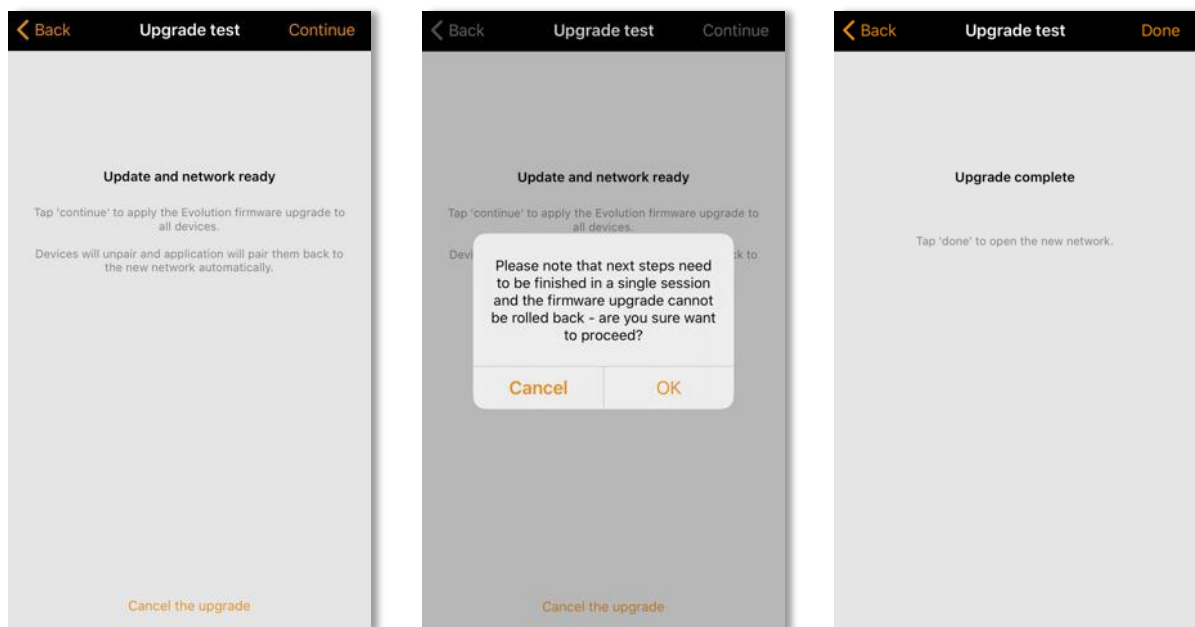 Back Upgrade test Continue
Update and network ready
Tap 'continue' to apply the Evolution firmware upgrade to
all devices.
Devices will unpair and application will pair them back to
the new network automatically.
Cancel the upgrade
Back Upgrade test Continue
Update and network ready
Tap 'continue' to apply the Evolution firmware upgrade to
all devices.
Devi ck to
Please note that next steps need
to be finished in a single session
and the firmware upgrade cannot
be rolled back - are you sure want
to proceed?
Cancel OK
Cancel the upgrade
Back Upgrade test Done
Upgrade complete
Tap 'done' to open the new network.